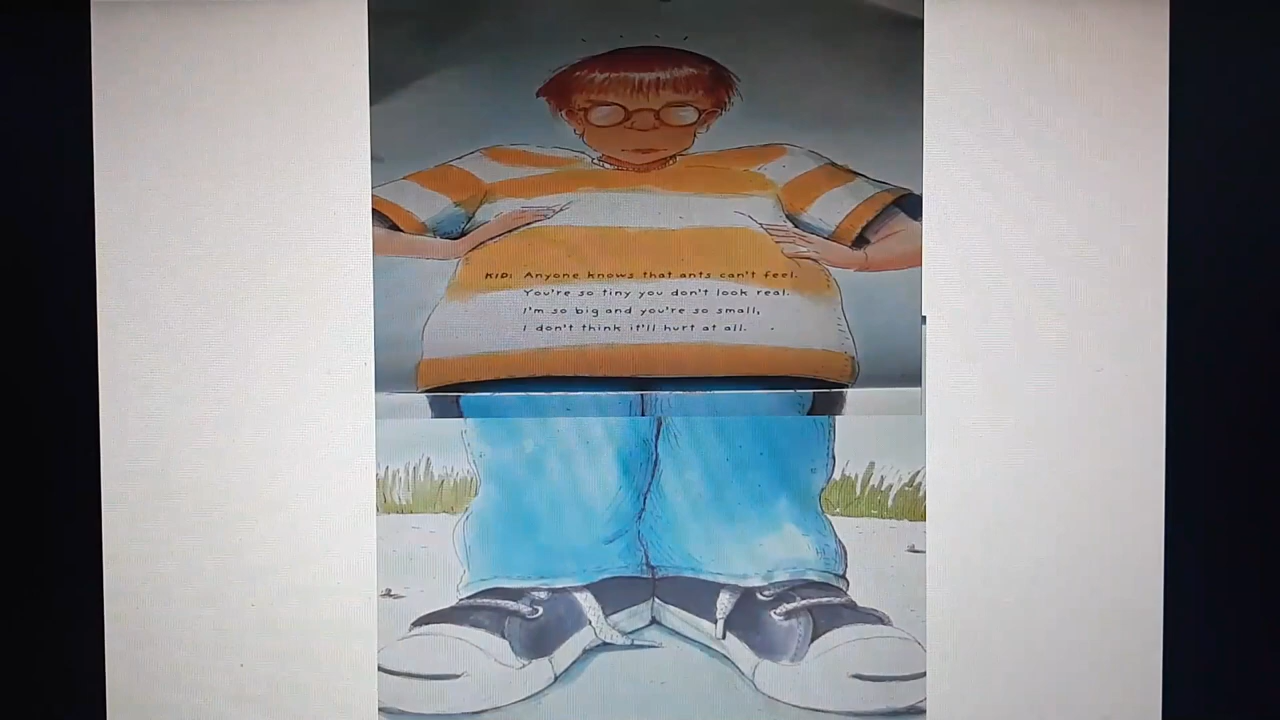 KID: Anyone knows that ants can't feel.
You're so tiny you don't look real.
I'm so big and you're so small,
I don't think it'll hurt at all.